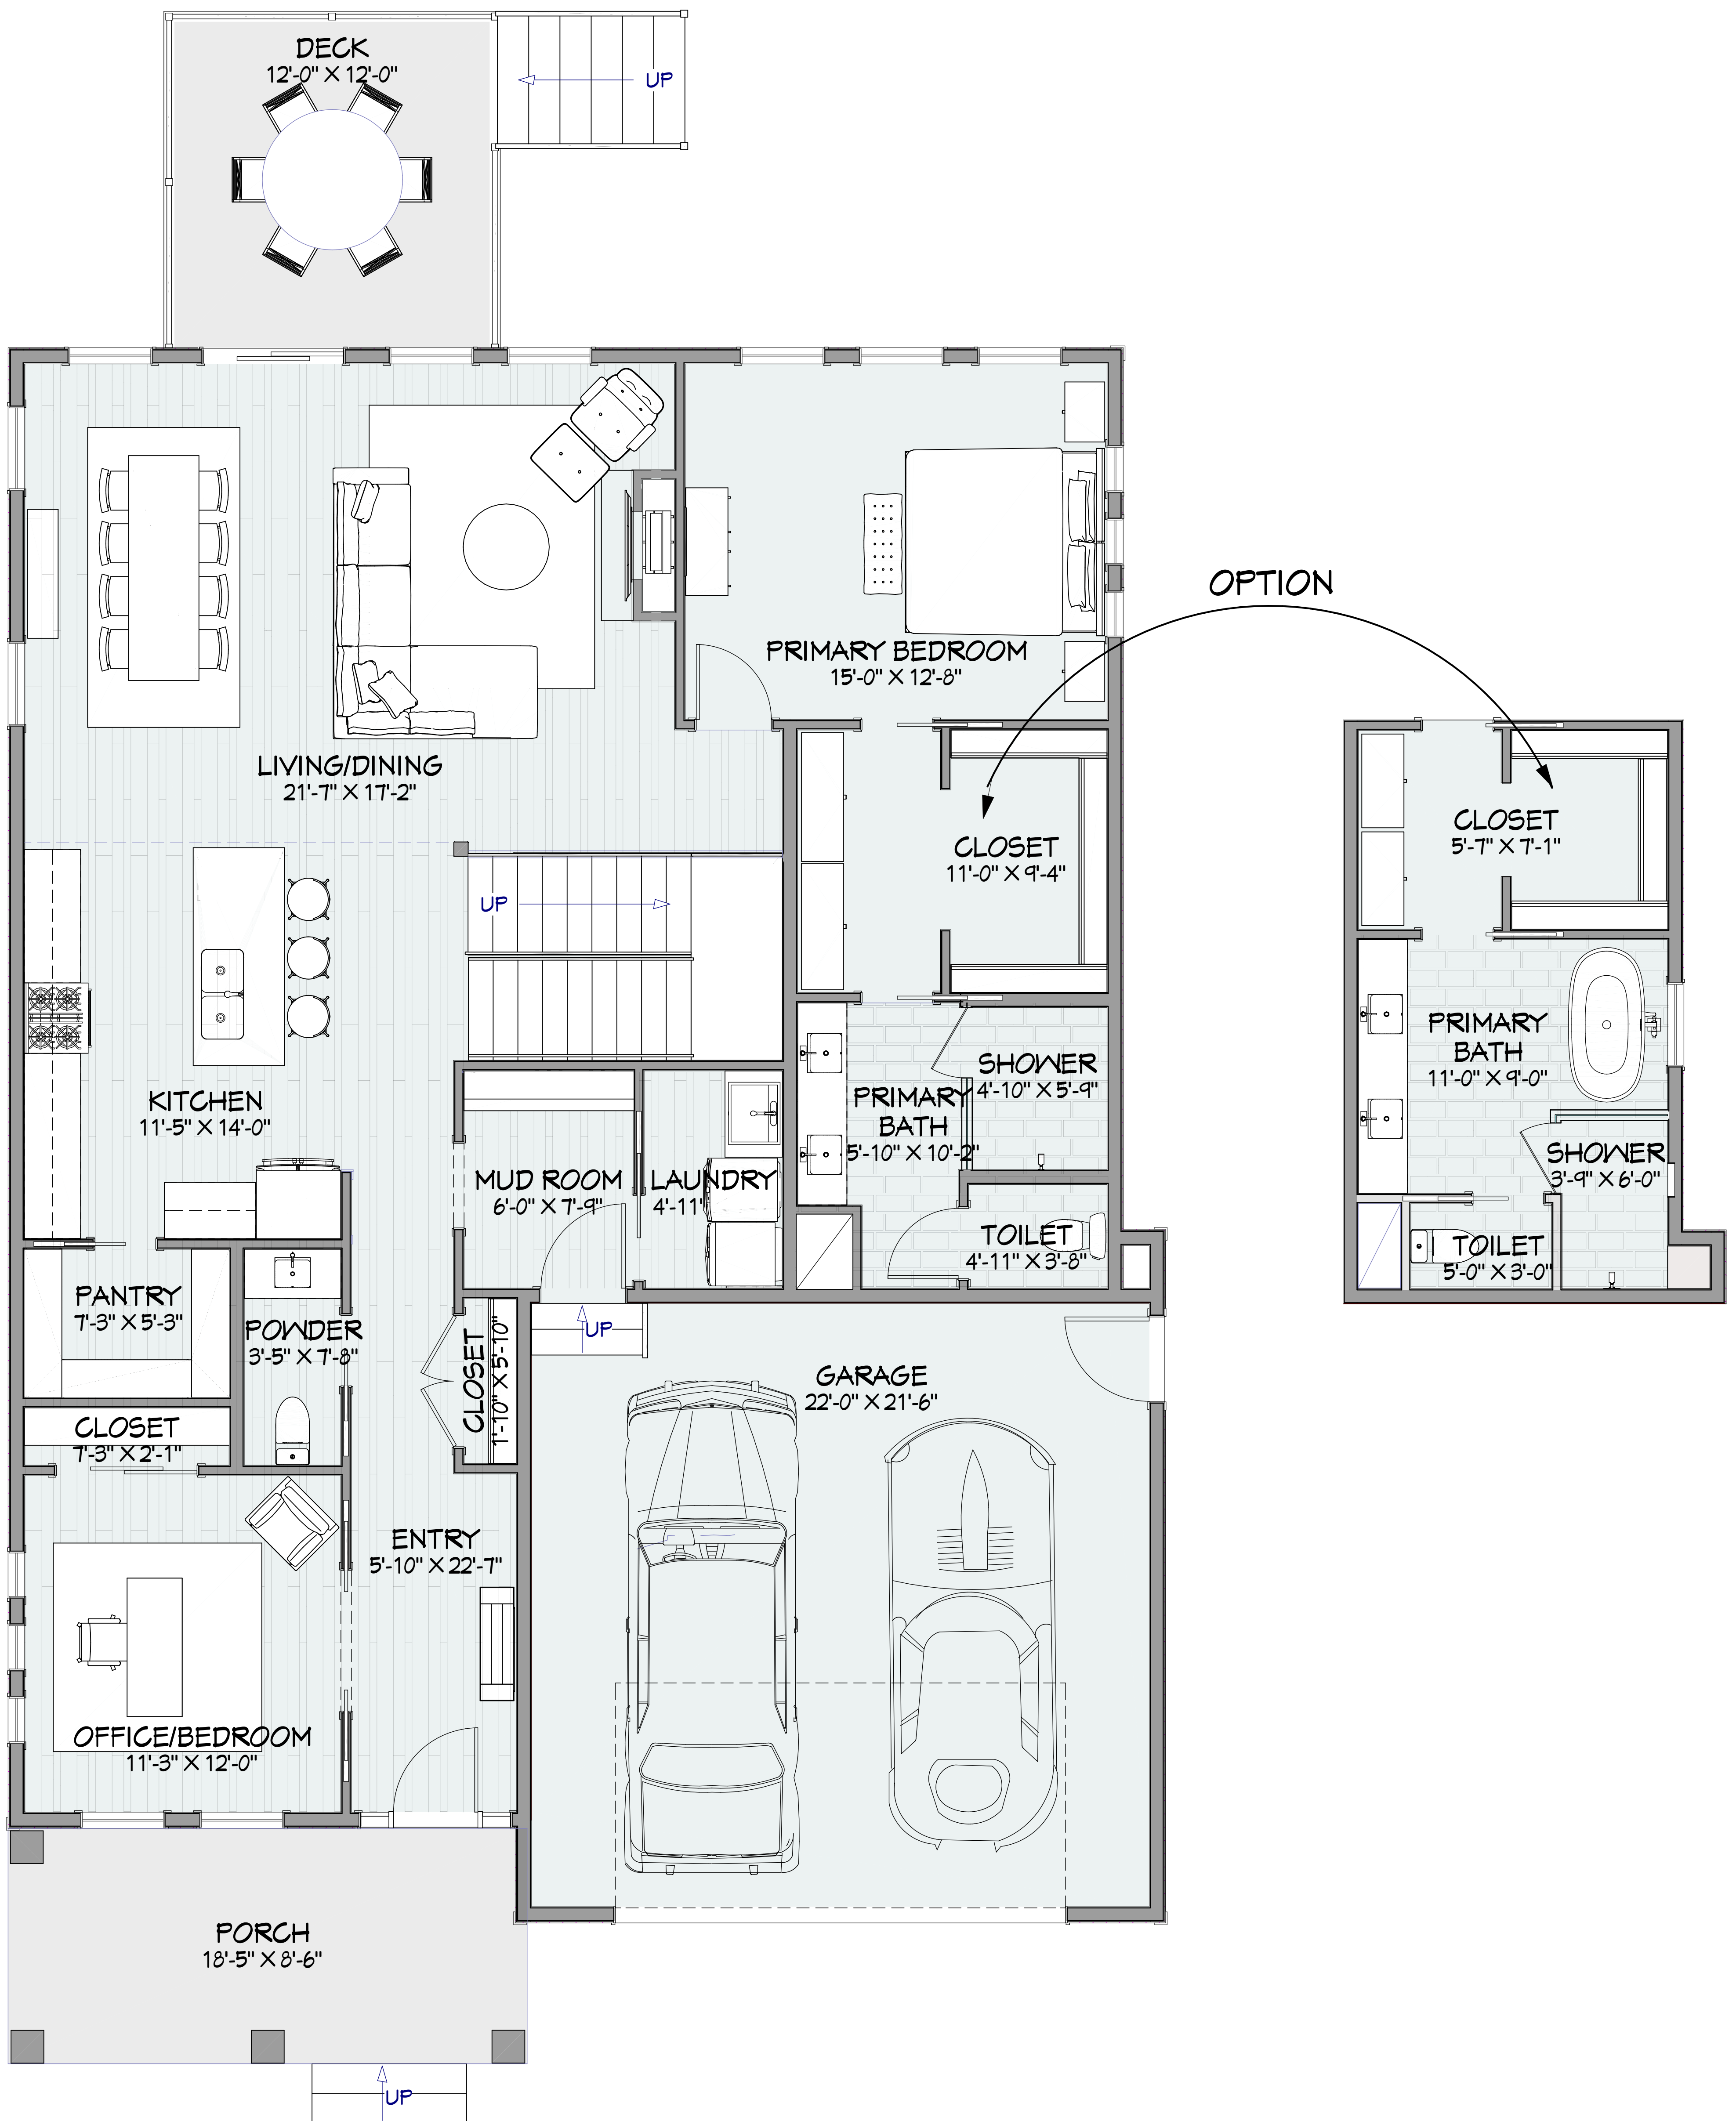 DECK
12'-0" X 12'-0"
UP
OPTION
PRIMARY BEDROOM
15'-0" X 12'-8"
LIVING/DINING
21'-7" X 17'-2"
CLOSET
11'-0" X 9'-4"
CLOSET
5'-7" X 7'-1"
UP
KITCHEN
11'-5" X 14'-0"
SHOWER
4'-10" X 5'-9"
PRIMARY
BATH
5'-10" X 10'-2"
PRIMARY
BATH
11'-0" X 9'-0"
MUD ROOM
6'-0" X 7'-9"
LAUNDRY
4'-11"
SHOWER
3'-9" X 6'-0"
TOILET
4'-11" X 3'-8"
TOILET
5'-0" X 3'-0"
PANTRY
7'-3" X 5'-3"
POWDER
3'-5" X 7'-8"
UP
CLOSET
1'-10" X 5'-10"
GARAGE
22'-0" X 21'-6"
CLOSET
7'-3" X 2'-1"
ENTRY
5'-10" X 22'-7"
OFFICE/BEDROOM
11'-3" X 12'-0"
PORCH
18'-5" X 8'-6"
UP